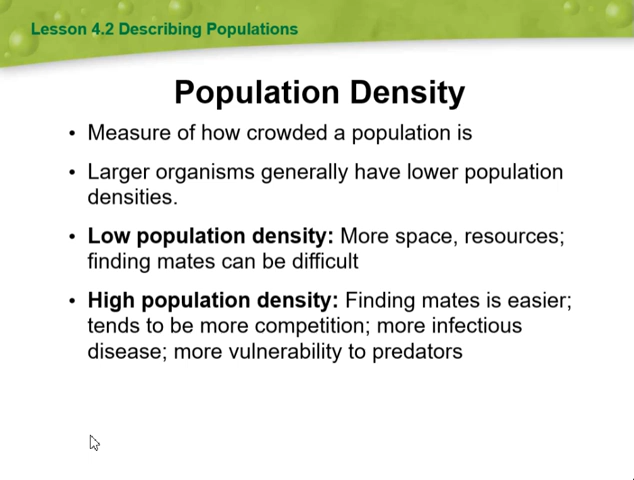 Lesson 4.2 Describing Populations
Population Density
• Measure of how crowded a population is
• Larger organisms generally have lower population
densities.
• Low population density: More space, resources;
finding mates can be difficult
• High population density: Finding mates is easier;
tends to be more competition; more infectious
disease; more vulnerability to predators